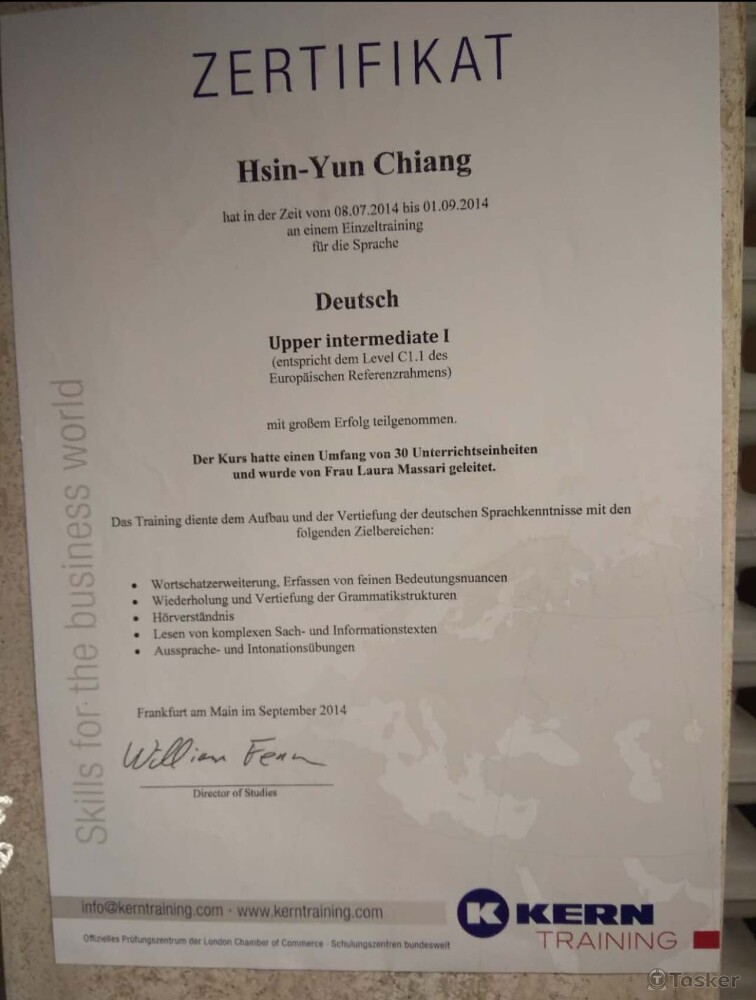 ZERTIFIKAT
Hsin-Yun Chiang
hat in der Zeit vom 08.07.2014 bis 01.09.2014
an einem Einzeltraining
für die Sprache
Deutsch
Upper intermediate I
(entspricht dem Level C1.1 des
Europäischen Referenzrahmens)
mit großem Erfolg teilgenommen.
Der Kurs hatte einen Umfang von 30 Unterrichtseinheiten
und wurde von Frau Laura Massari geleitet.
Das Training diente dem Aufbau und der Vertiefung der deutschen Sprachkenntnisse mit den
folgenden Zielbereichen:
• Wortschatzerweiterung, Erfassen von feinen Bedeutungsnuancen
• Wiederholung und Vertiefung der Grammatikstrukturen
• Hörverständnis
• Lesen von komplexen Sach- und Informationstexten
• Aussprache- und Intonationsübungen
Frankfurt am Main im September 2014
William
Director of Studies
Skills for the business world
info@kerntraining.com · www.kerntraining.com
Offizielles Prüfungszentrum der London Chamber of Commerce · Schulungszentren bundesweit
K KERN
TRAINING
Tasker